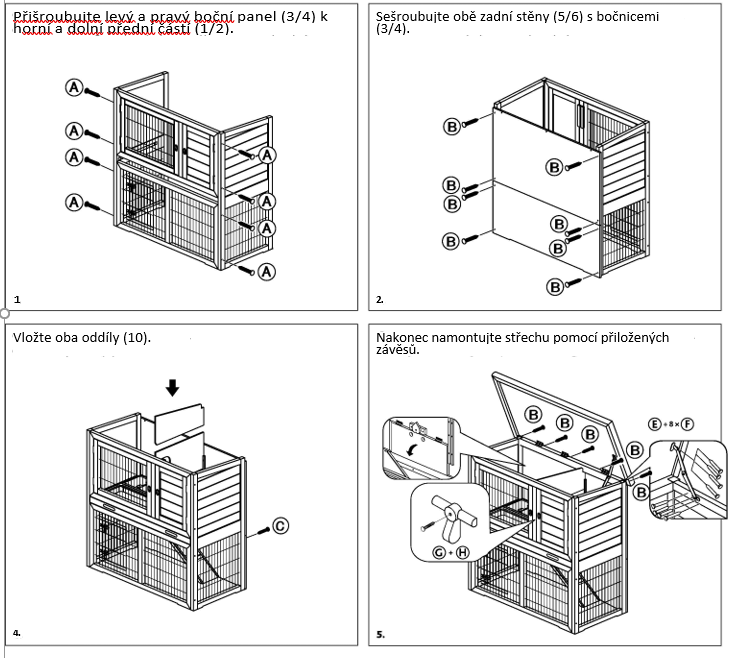 Přišroubujte levý a pravý boční panel (3/4) k
horní a dolní přední části (1/2).
A
A
A
A
A
A
A
A
1
Sešroubujte obě zadní stěny (5/6) s bočnicemi
(3/4).
B
B
B
B
B
B
B
B
2.
Vložte oba oddíly (10).
C
4.
Nakonec namontujte střechu pomocí přiložených
závěsů.
B
B
B
B
B
E + 8 x F
G + H
5.